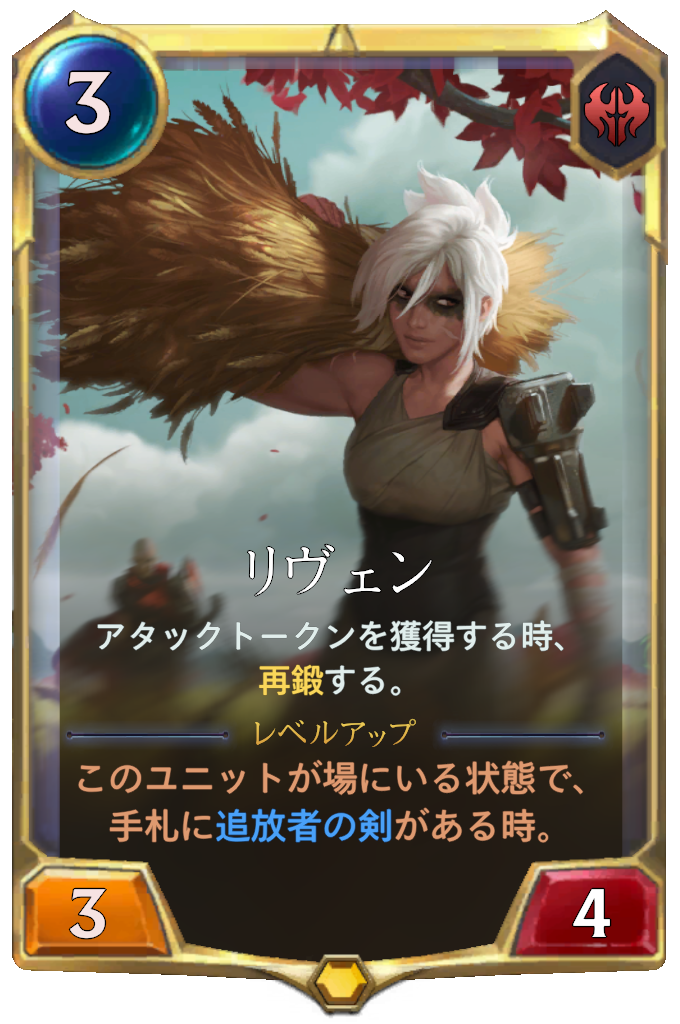 3
リヴェン
アタックトークンを獲得する時、
再鍛する。
レベルアップ
このユニットが場にいる状態で、
手札に追放者の剣がある時。
3
4